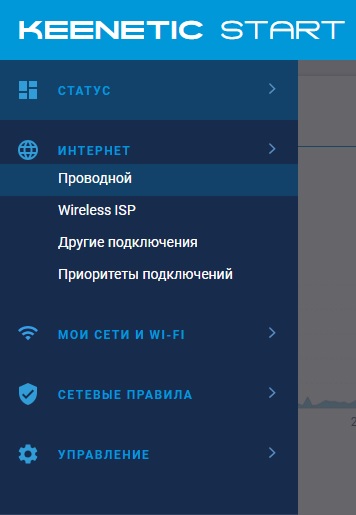 KEENETIC START
СТАТУС
ИНТЕРНЕТ
Проводной
Wireless ISP
Другие подключения
Приоритеты подключений
МОИ СЕТИ И WI-FI
СЕТЕВЫЕ ПРАВИЛА
УПРАВЛЕНИЕ